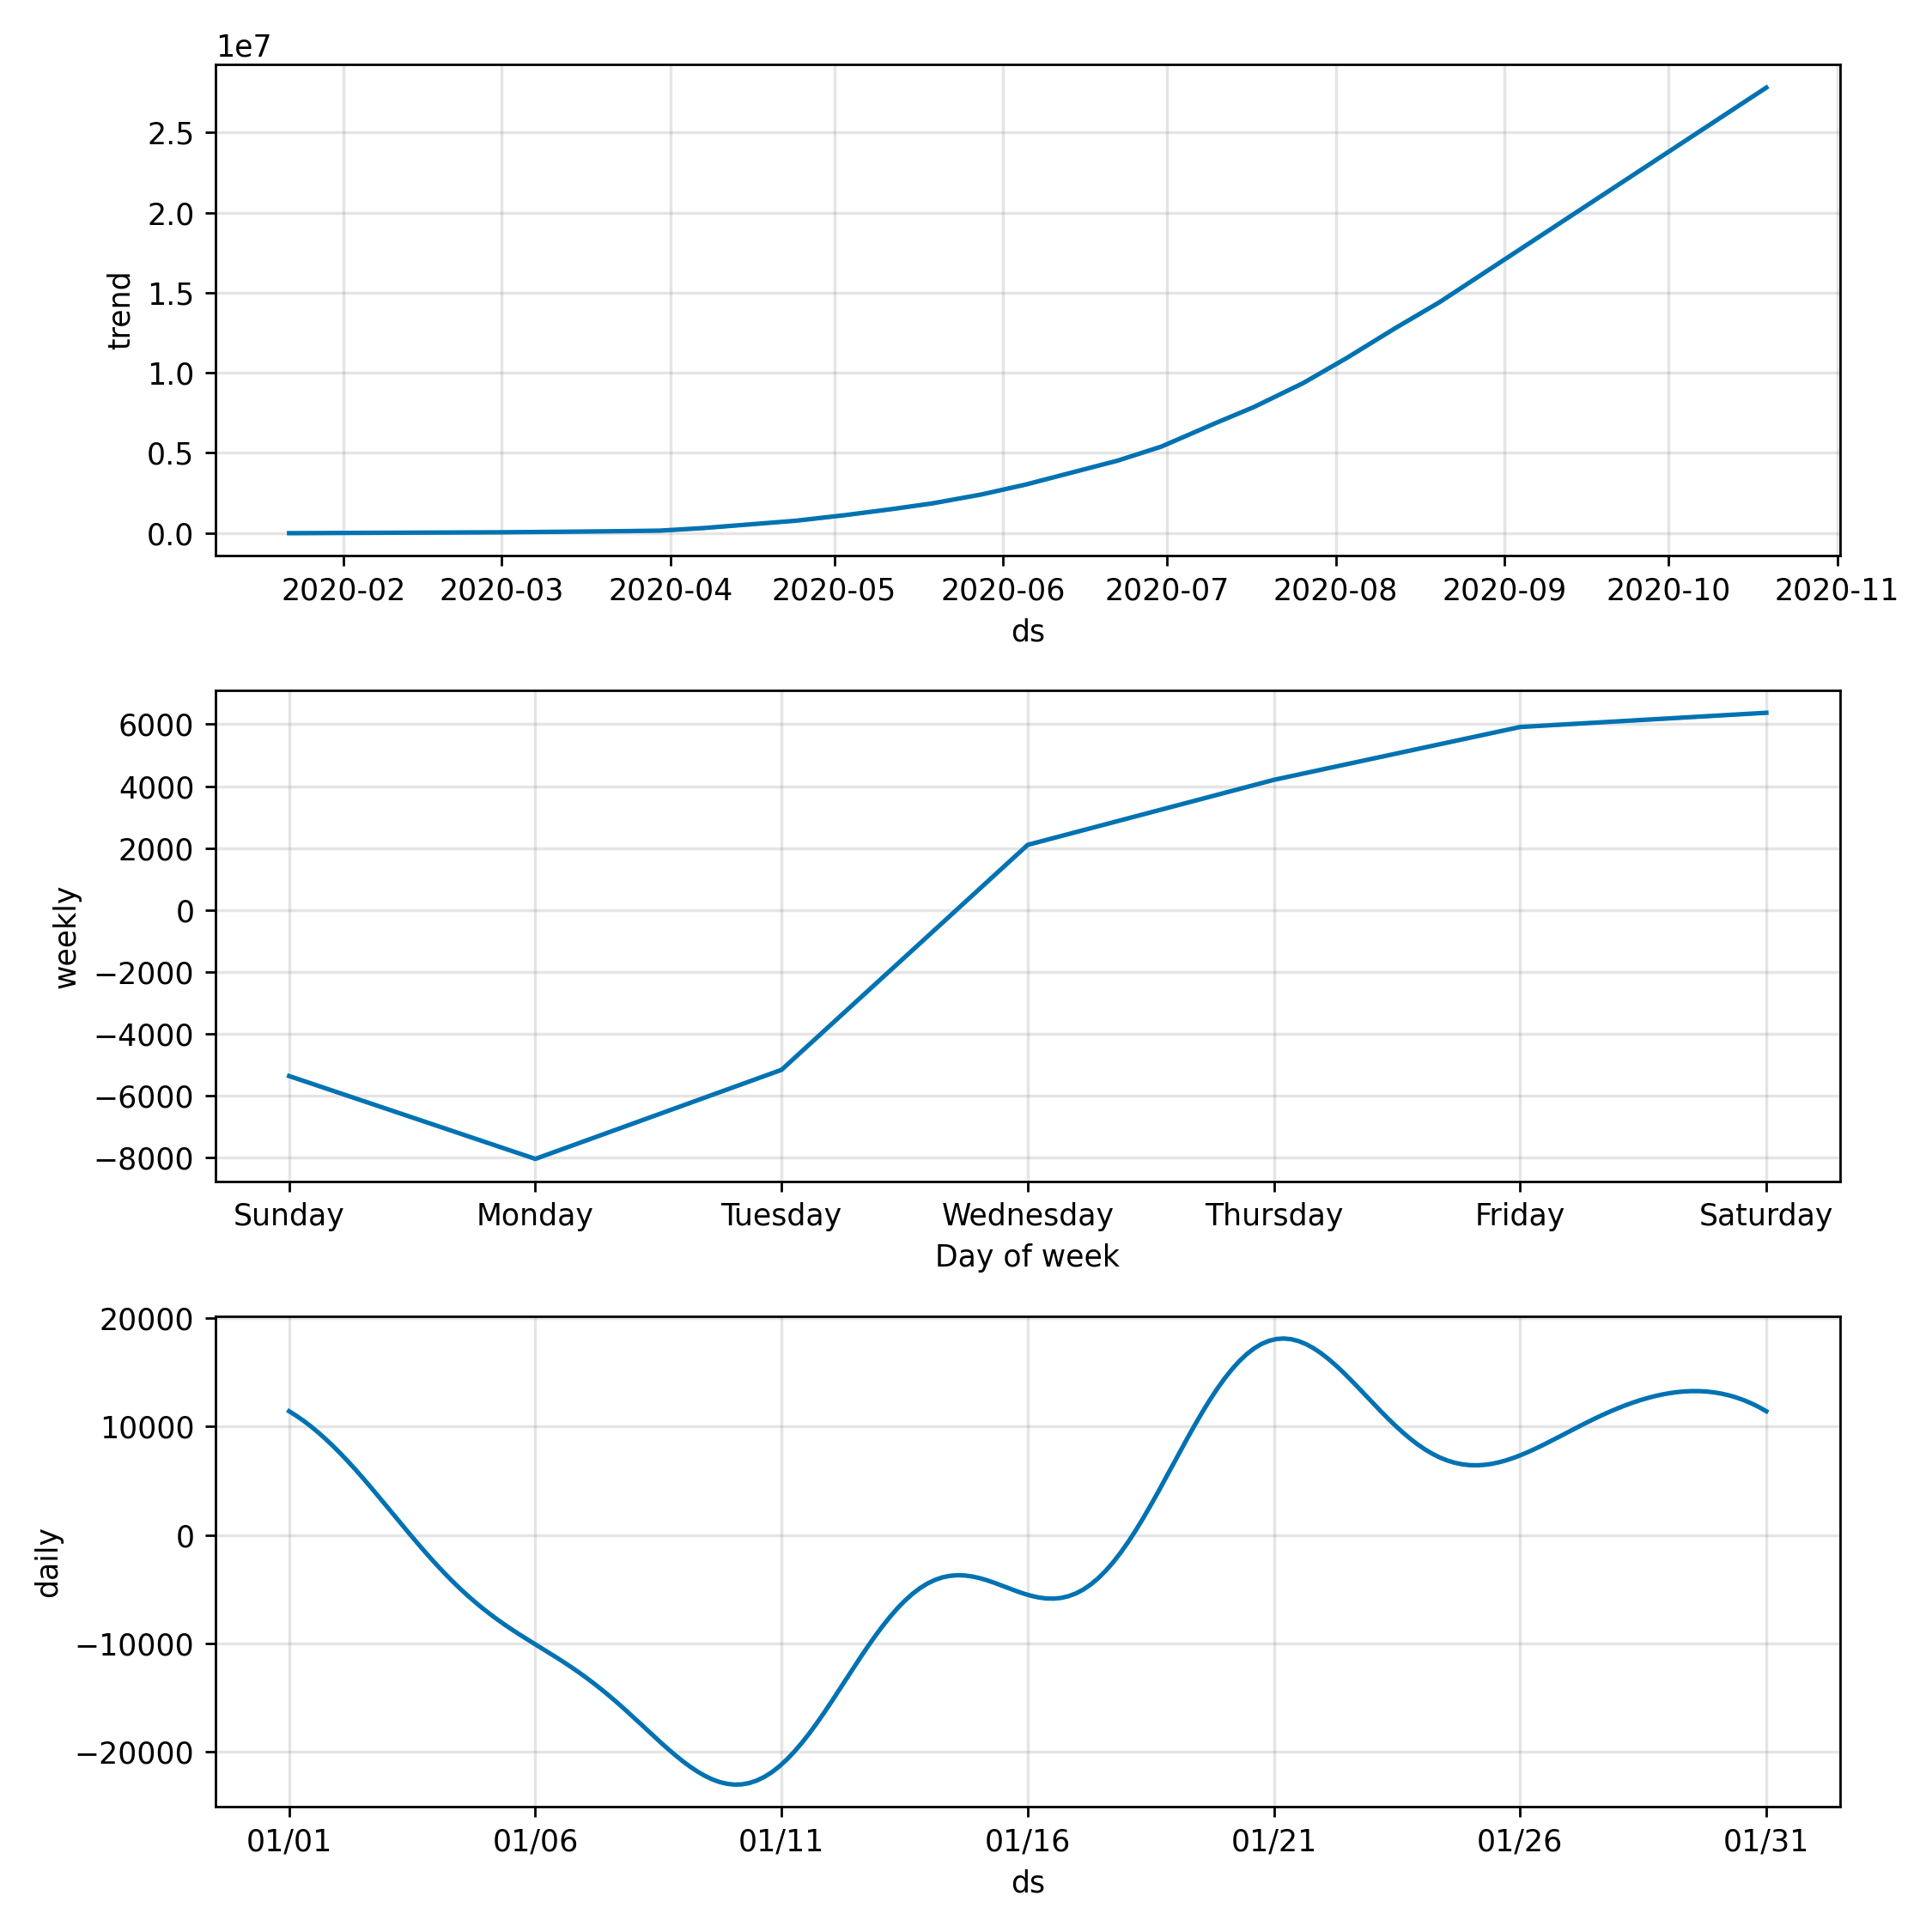 1e7
2.5
2.0
1.5
1.0
0.5
0.0
trend
2020-02 2020-03 2020-04 2020-05 2020-06 2020-07 2020-08 2020-09 2020-10 2020-11
ds
6000
4000
2000
0
−2000
−4000
−6000
−8000
weekly
Sunday Monday Tuesday Wednesday Thursday Friday Saturday
Day of week
20000
10000
0
−10000
−20000
daily
01/01 01/06 01/11 01/16 01/21 01/26 01/31
ds